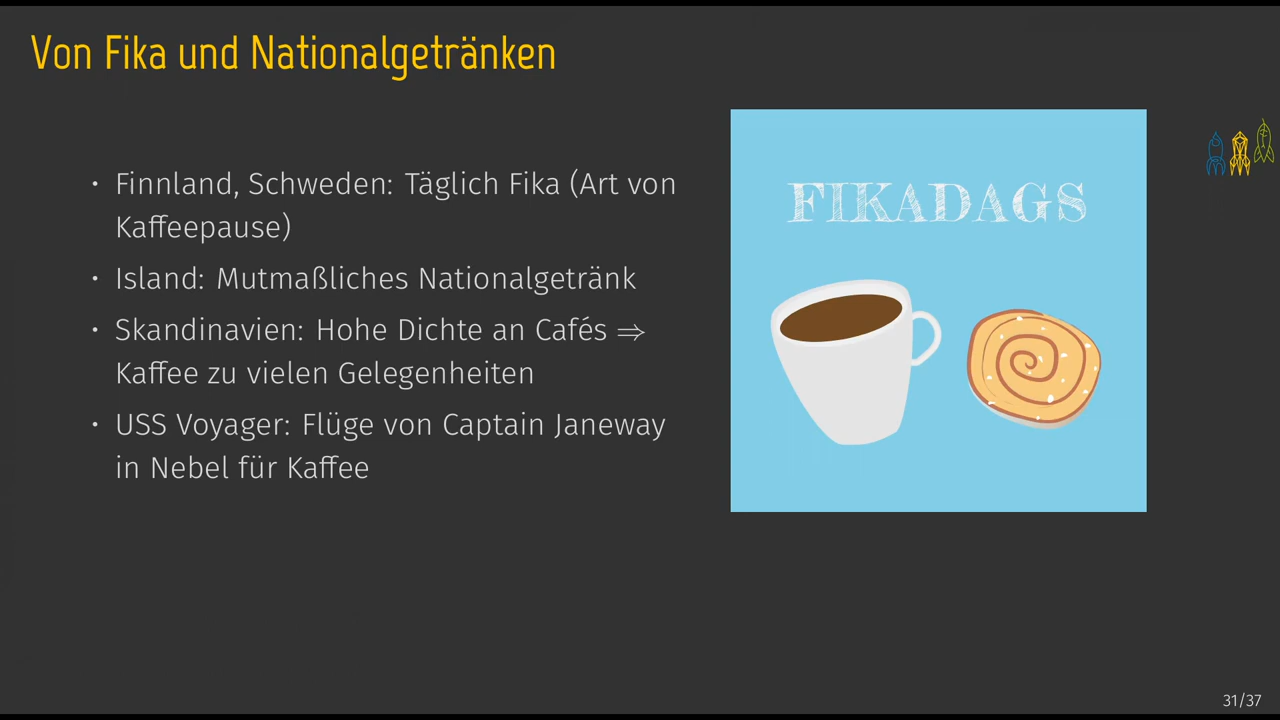 Von Fika und Nationalgetränken
• Finnland, Schweden: Täglich Fika (Art von
Kaffeepause)
• Island: Mutmaßliches Nationalgetränk
• Skandinavien: Hohe Dichte an Cafés ⇒
Kaffee zu vielen Gelegenheiten
• USS Voyager: Flüge von Captain Janeway
in Nebel für Kaffee
FIKADAGS
31/37